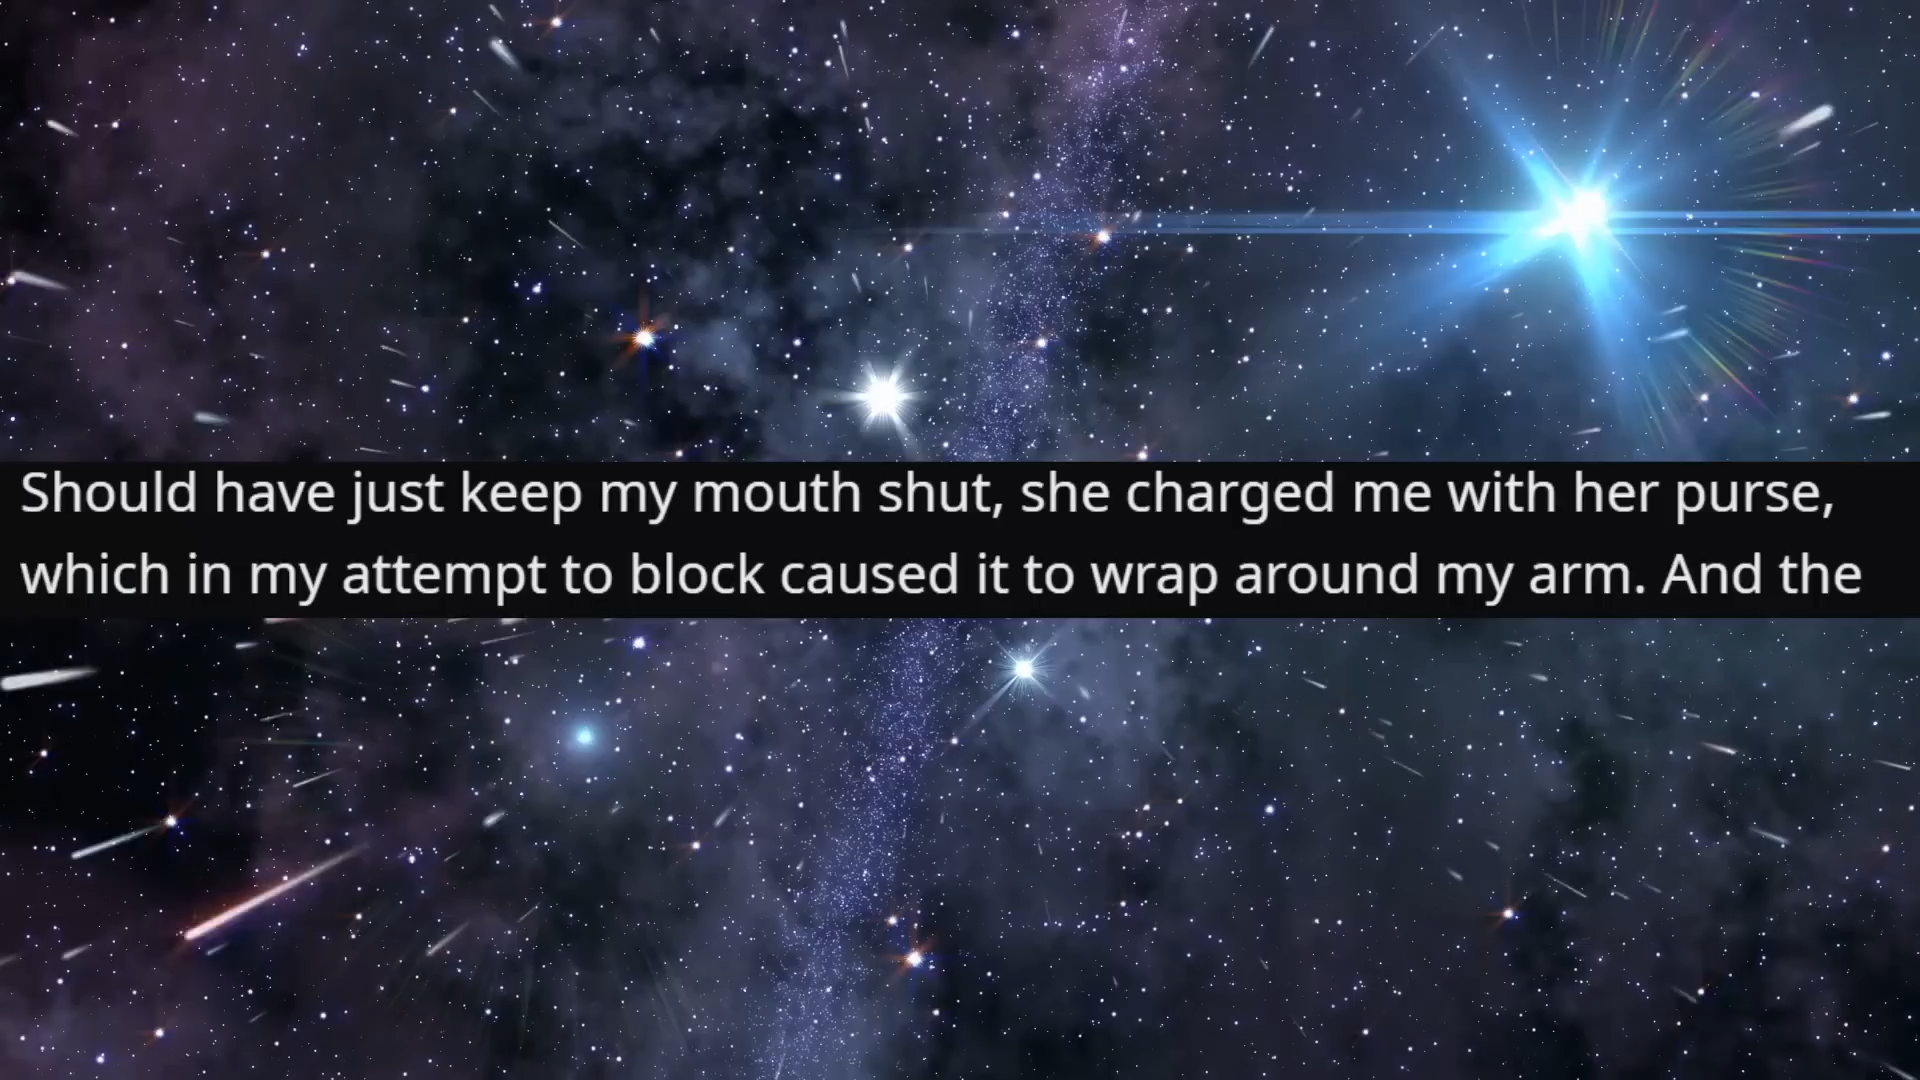 Should have just keep my mouth shut, she charged me with her purse,
which in my attempt to block caused it to wrap around my arm. And the